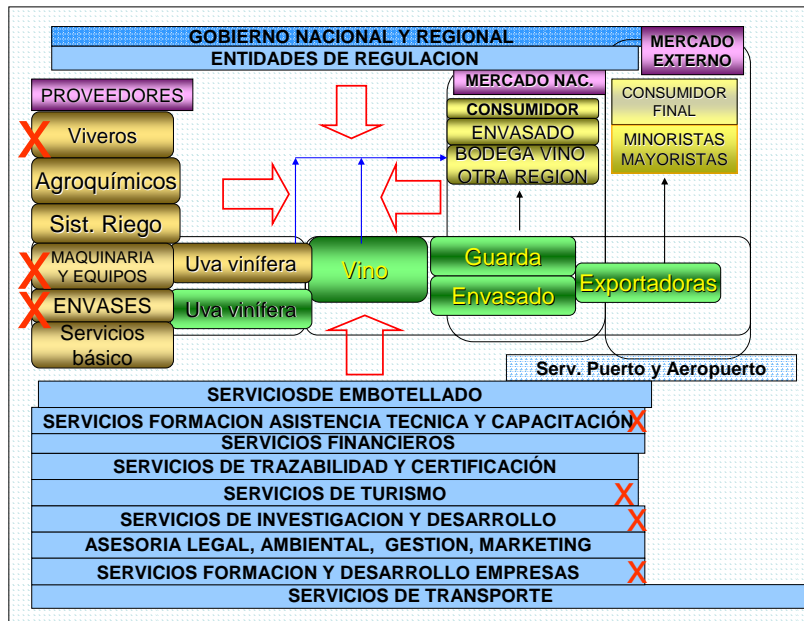 GOBIERNO NACIONAL Y REGIONAL
ENTIDADES DE REGULACION
MERCADO
EXTERNO
MERCADO NAC.
PROVEEDORES
X
Viveros
Agroquímicos
Sist. Riego
X
MAQUINARIA
Y EQUIPOS
X
ENVASES
Servicios
básico
CONSUMIDOR
ENVASADO
BODEGA VINO
OTRA REGION
CONSUMIDOR
FINAL
MINORISTAS
MAYORISTAS
Uva vinífera
Uva vinífera
Vino
Guarda
Envasado
Exportadoras
Serv. Puerto y Aeropuerto
SERVICIOSDE EMBOTELLADO
SERVICIOS FORMACION ASISTENCIA TECNICA Y CAPACITACIÓN X
SERVICIOS FINANCIEROS
SERVICIOS DE TRAZABILIDAD Y CERTIFICACIÓN
SERVICIOS DE TURISMO X
SERVICIOS DE INVESTIGACION Y DESARROLLO X
ASESORIA LEGAL, AMBIENTAL, GESTION, MARKETING
SERVICIOS FORMACION Y DESARROLLO EMPRESAS X
SERVICIOS DE TRANSPORTE